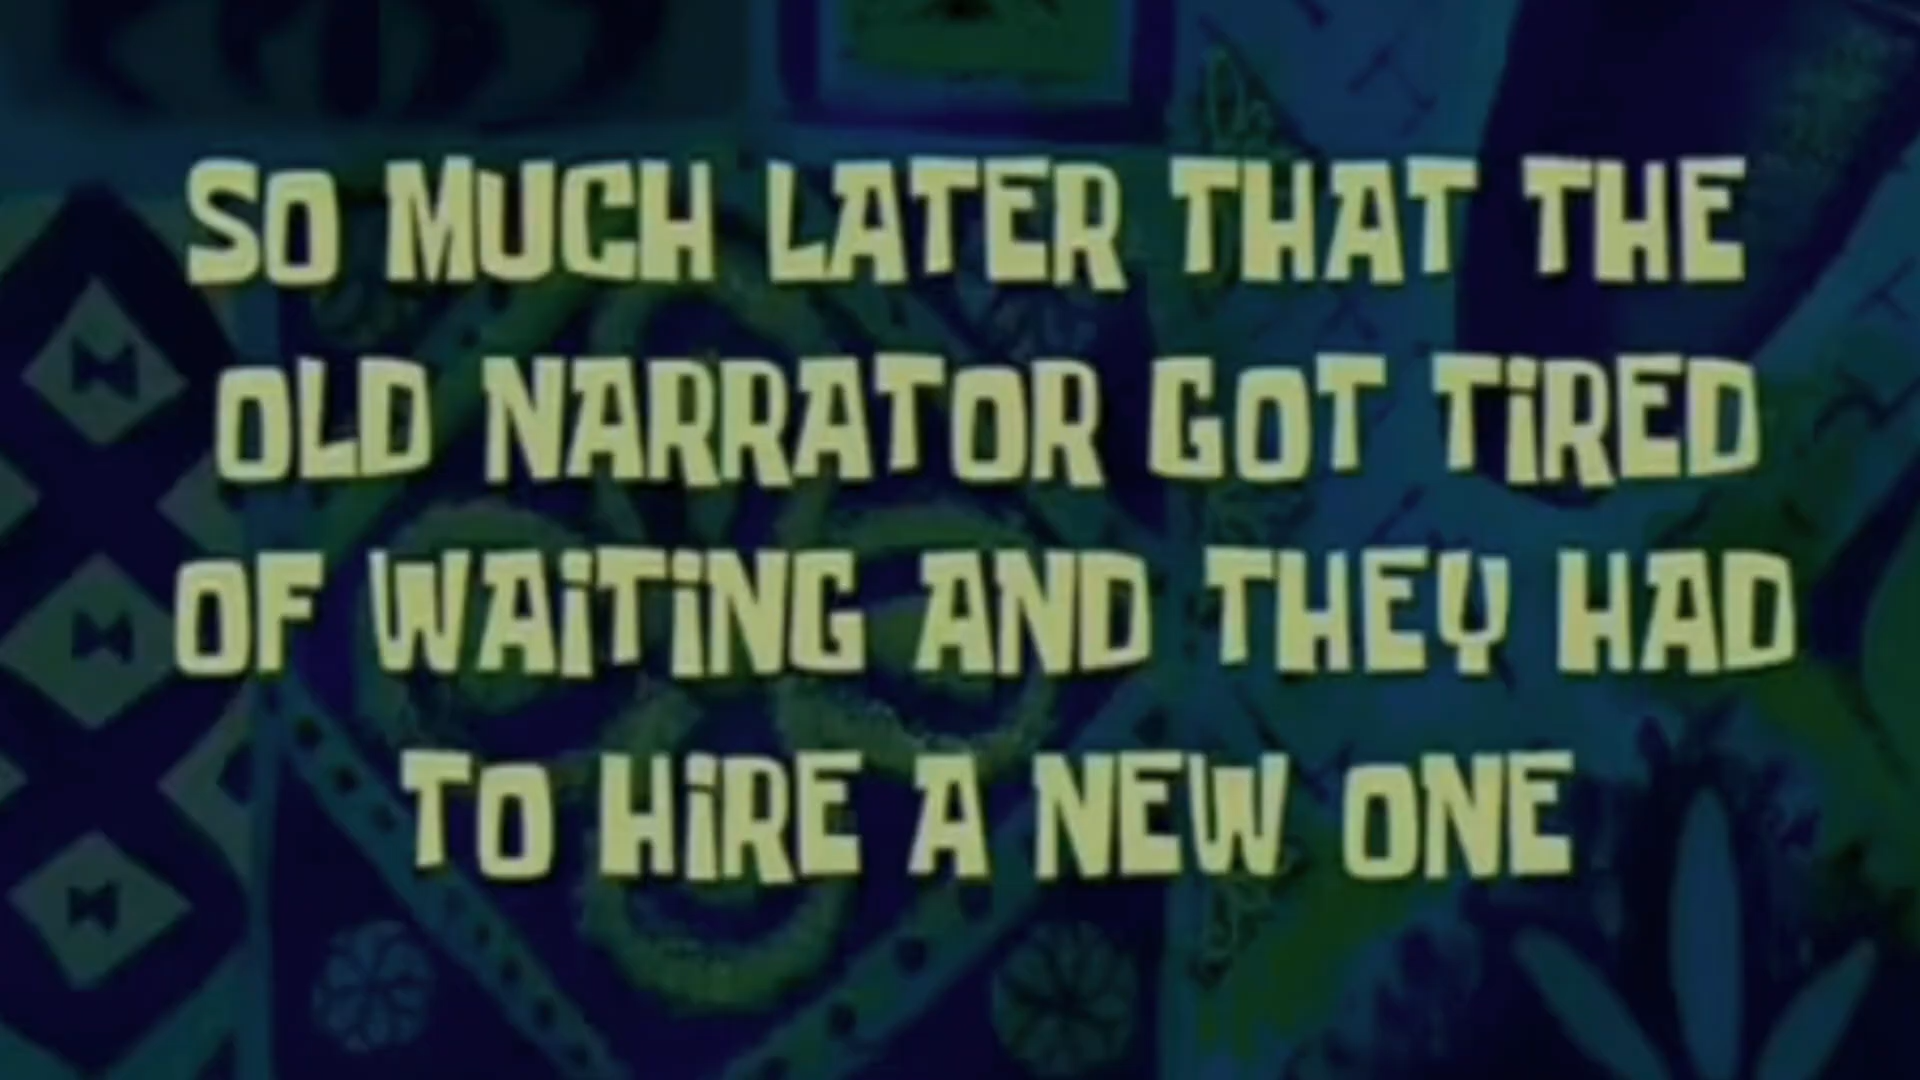 SO MUCH LATER THAT THE
OLD NARRATOR GOT TiRED
OF WAiTiNG AND THEY HAD
TO HiRE A NEW ONE